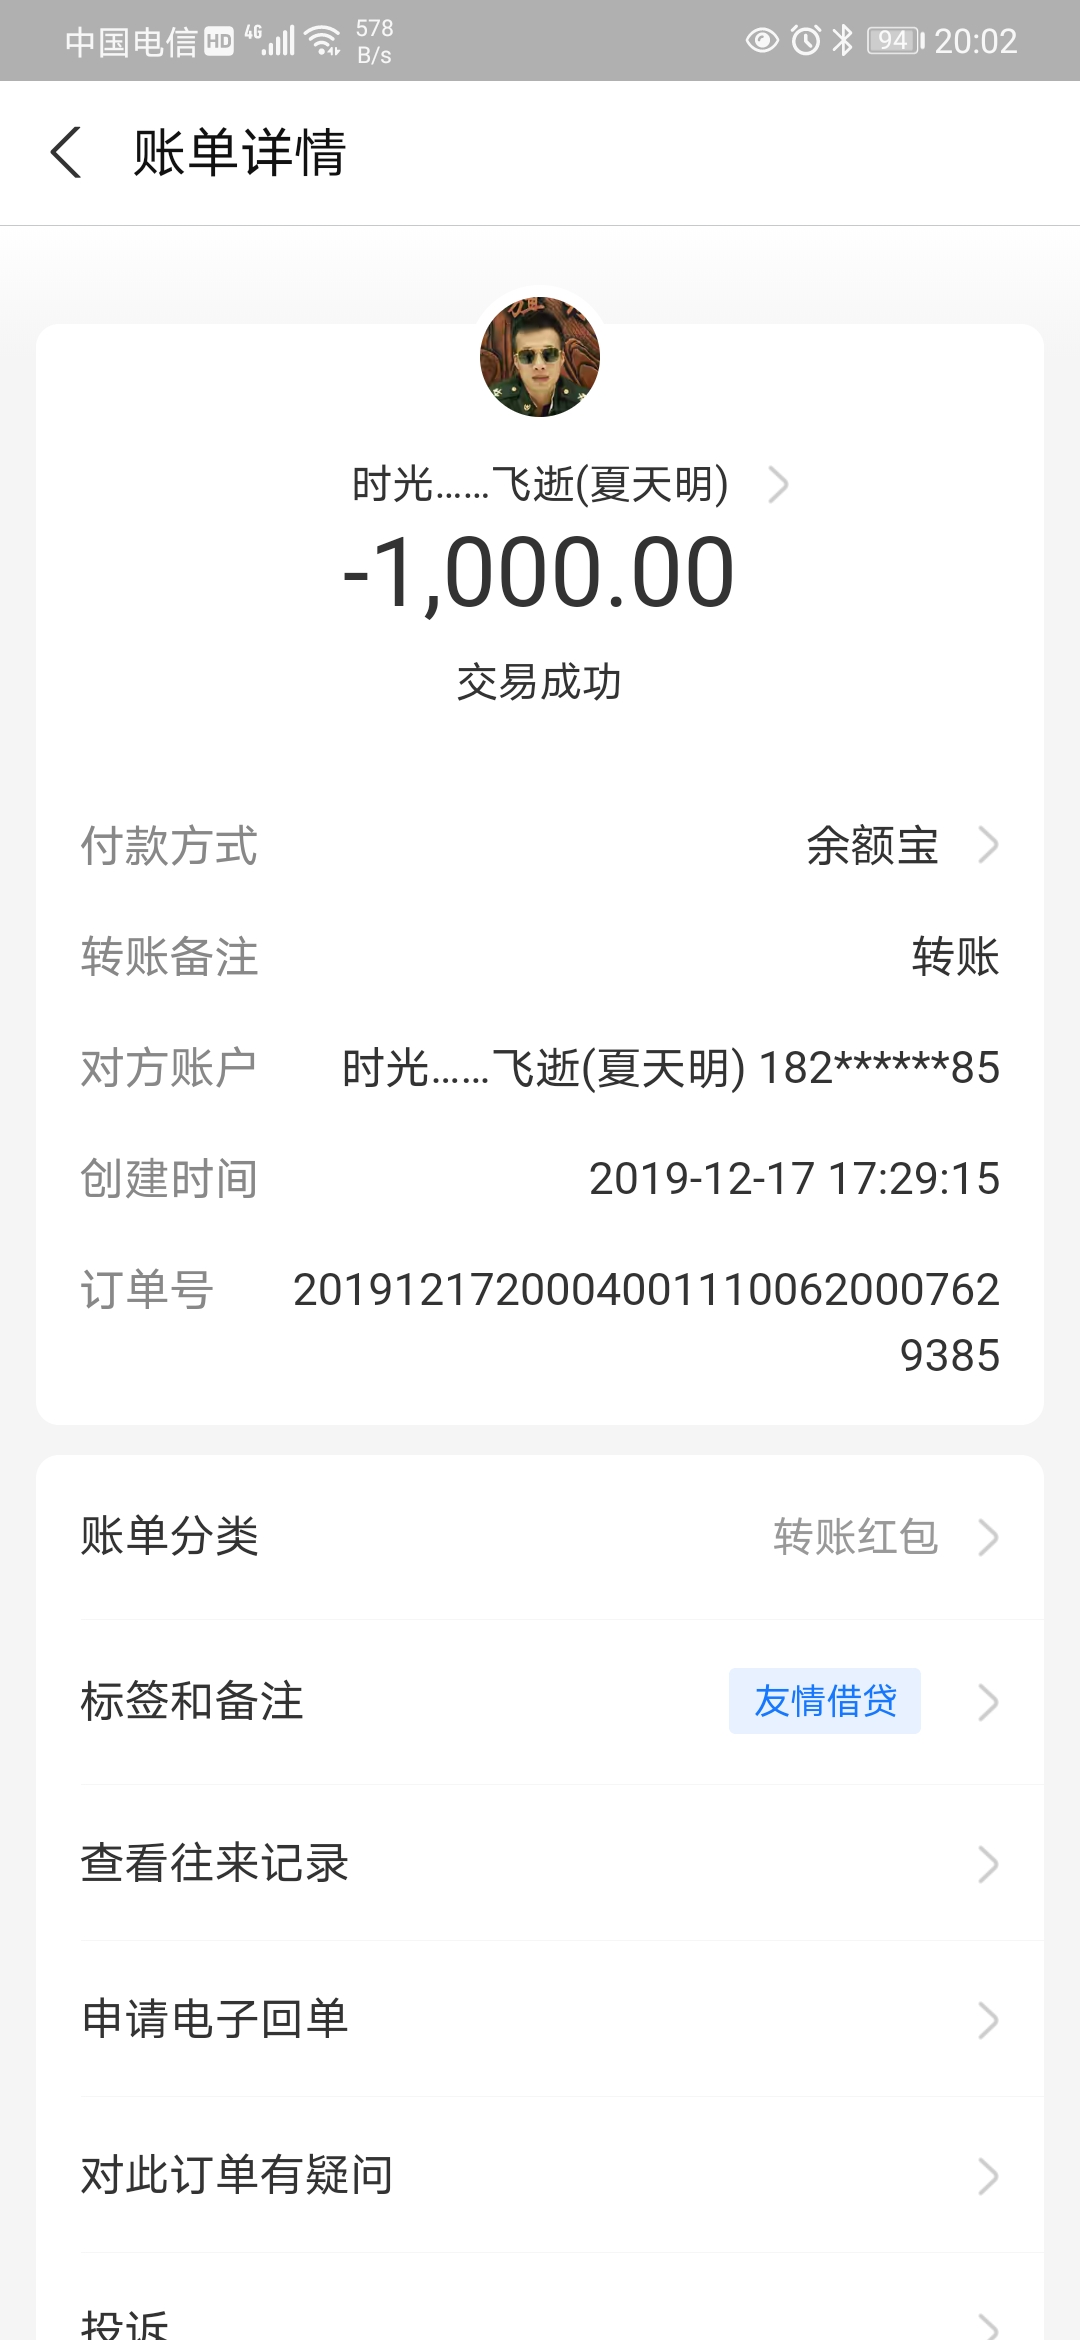 中国电信 HD 4G 578 B/s 94 20:02
账单详情
时光......飞逝(夏天明)
-1,000.00
交易成功
付款方式 余额宝
转账备注 转账
对方账户 时光......飞逝(夏天明) 182******85
创建时间 2019-12-17 17:29:15
订单号 2019121720004001110062000762
9385
账单分类 转账红包
标签和备注 友情借贷
查看往来记录
申请电子回单
对此订单有疑问
投诉